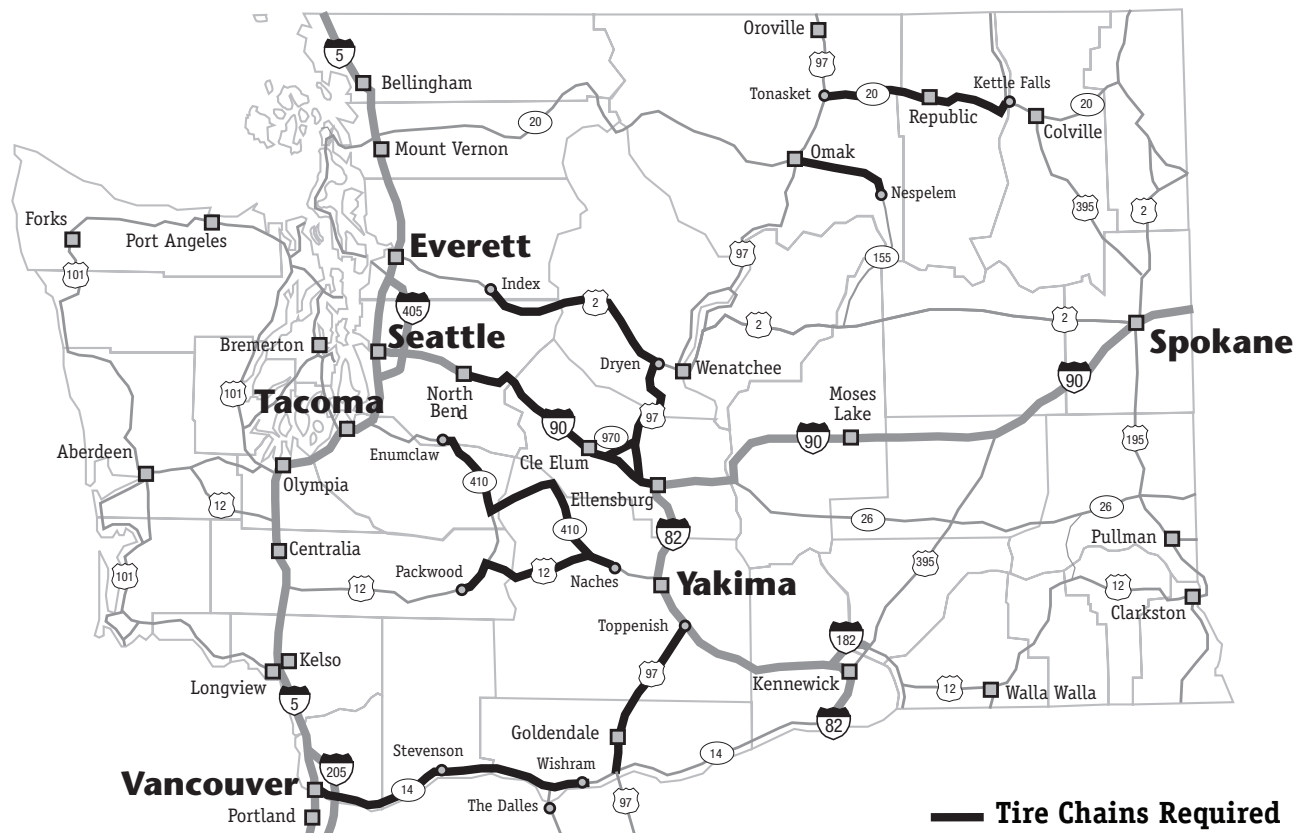 Oroville
5
97
Bellingham
Kettle Falls
Tonasket
20
Republic
20
Colville
20
Mount Vernon
Omak
Nespelem
Forks
Port Angeles
395
2
101
Everett
97
155
Index
405
2
2
2
Seattle
Spokane
Bremerton
Dryen
Wenatchee
North
Bend
90
101
Tacoma
Moses
Lake
97
90
970
90
195
Enumclaw
Cle Elum
Aberdeen
410
Olympia
Ellensburg
12
26
26
410
82
Pullman
Centralia
395
Packwood
12
Naches
101
12
Yakima
12
Clarkston
Toppenish
182
Kelso
97
Kennewick
Longview
12
Walla Walla
5
82
Goldendale
Stevenson
Wishram
14
205
Vancouver
14
The Dalles
97
Portland
Tire Chains Required